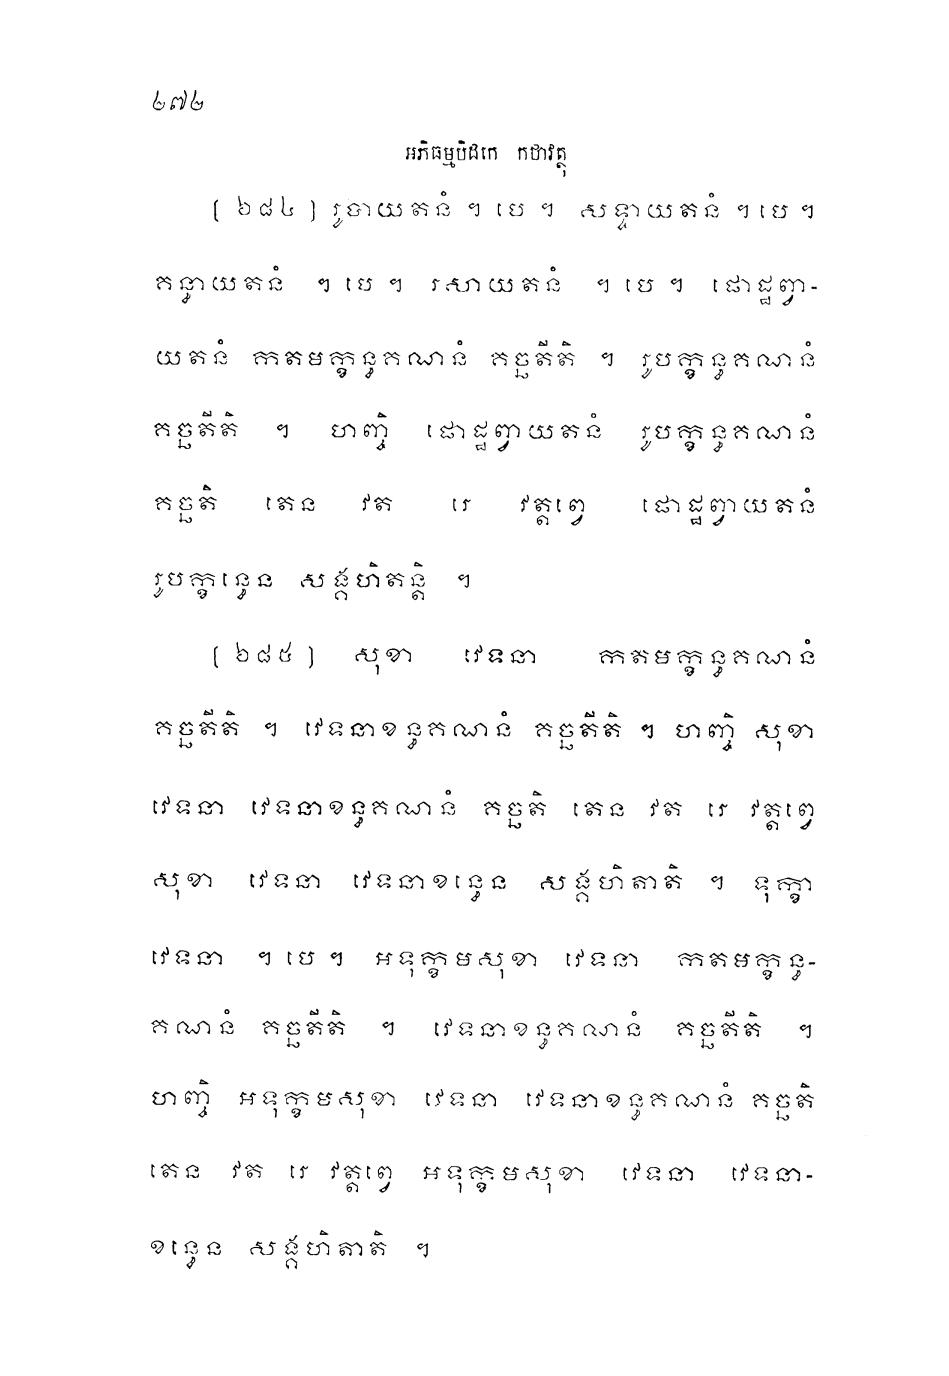 ២៧២
អភិធម្មបិដកេ កថាវត្ថុ
( ៦៨៤ ) រូបាយតនំ ។ បេ ។ សទ្ទាយតនំ ។ បេ ។
គន្ធាយតនំ ។ បេ ។ រសាយតនំ ។ បេ ។ ផោដ្ឋព្វា-
យតនំ កតមក្ខន្ធគណនំ គច្ឆតីតិ ។ រូបក្ខន្ធគណនំ
គច្ឆតីតិ ។ ហញ្ចិ ផោដ្ឋព្វាយតនំ រូបក្ខន្ធគណនំ
គច្ឆតិ តេន វត រេ វត្តព្វេ ផោដ្ឋព្វាយតនំ
រូបក្ខន្ធេន សង្គហិតន្តិ ។
( ៦៨៥ ) សុខា វេទនា កតមក្ខន្ធគណនំ
គច្ឆតីតិ ។ វេទនាខន្ធគណនំ គច្ឆតីតិ ។ ហញ្ចិ សុខា
វេទនា វេទនាខន្ធគណនំ គច្ឆតិ តេន វត រេ វត្តព្វេ
សុខា វេទនា វេទនាខន្ធេន សង្គហិតាតិ ។ ទុក្ខា
វេទនា ។ បេ ។ អទុក្ខមសុខា វេទនា កតមក្ខន្ធ-
គណនំ គច្ឆតីតិ ។ វេទនាខន្ធគណនំ គច្ឆតីតិ ។
ហញ្ចិ អទុក្ខមសុខា វេទនា វេទនាខន្ធគណនំ គច្ឆតិ
តេន វត រេ វត្តព្វេ អទុក្ខមសុខា វេទនា វេទនា-
ខន្ធេន សង្គហិតាតិ ។